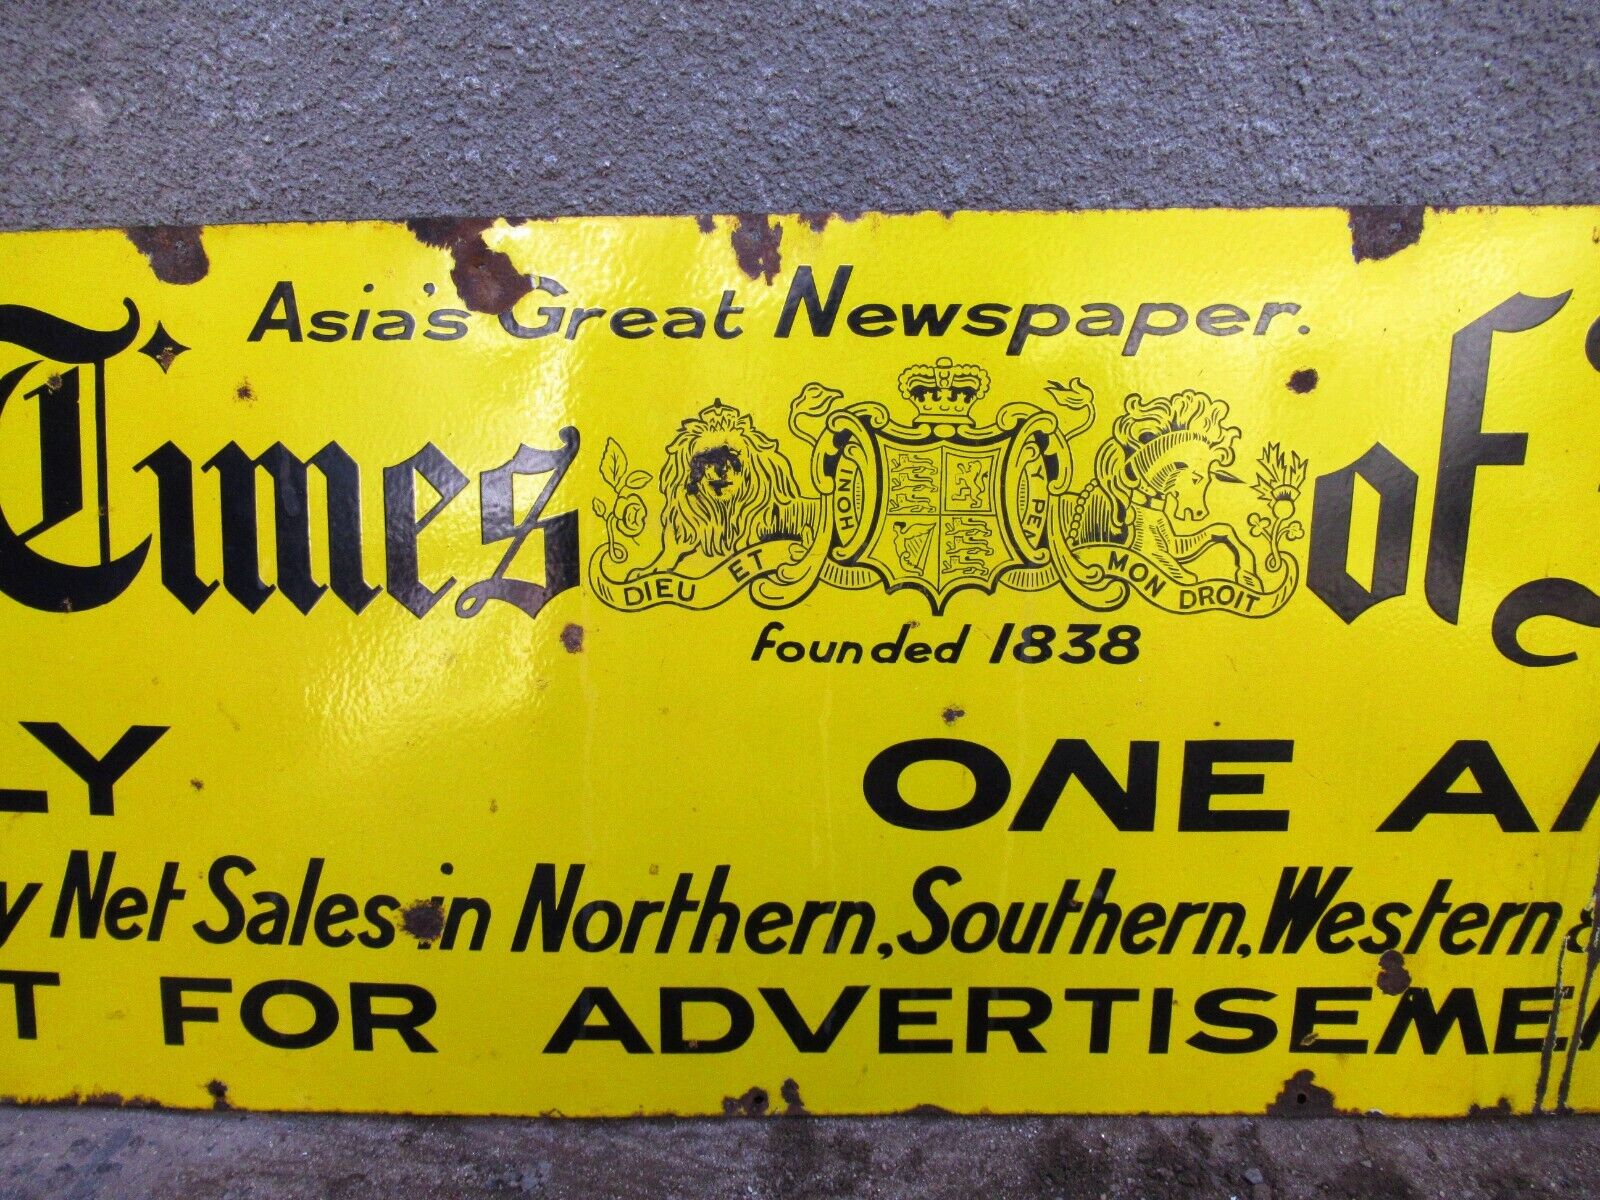 Asia's Great Newspaper.
Times of
INOH Y PEN
DIEU ET MON DROIT
founded 1838
LY ONE A
y Net Sales in Northern, Southern, Western &
T FOR ADVERTISEME